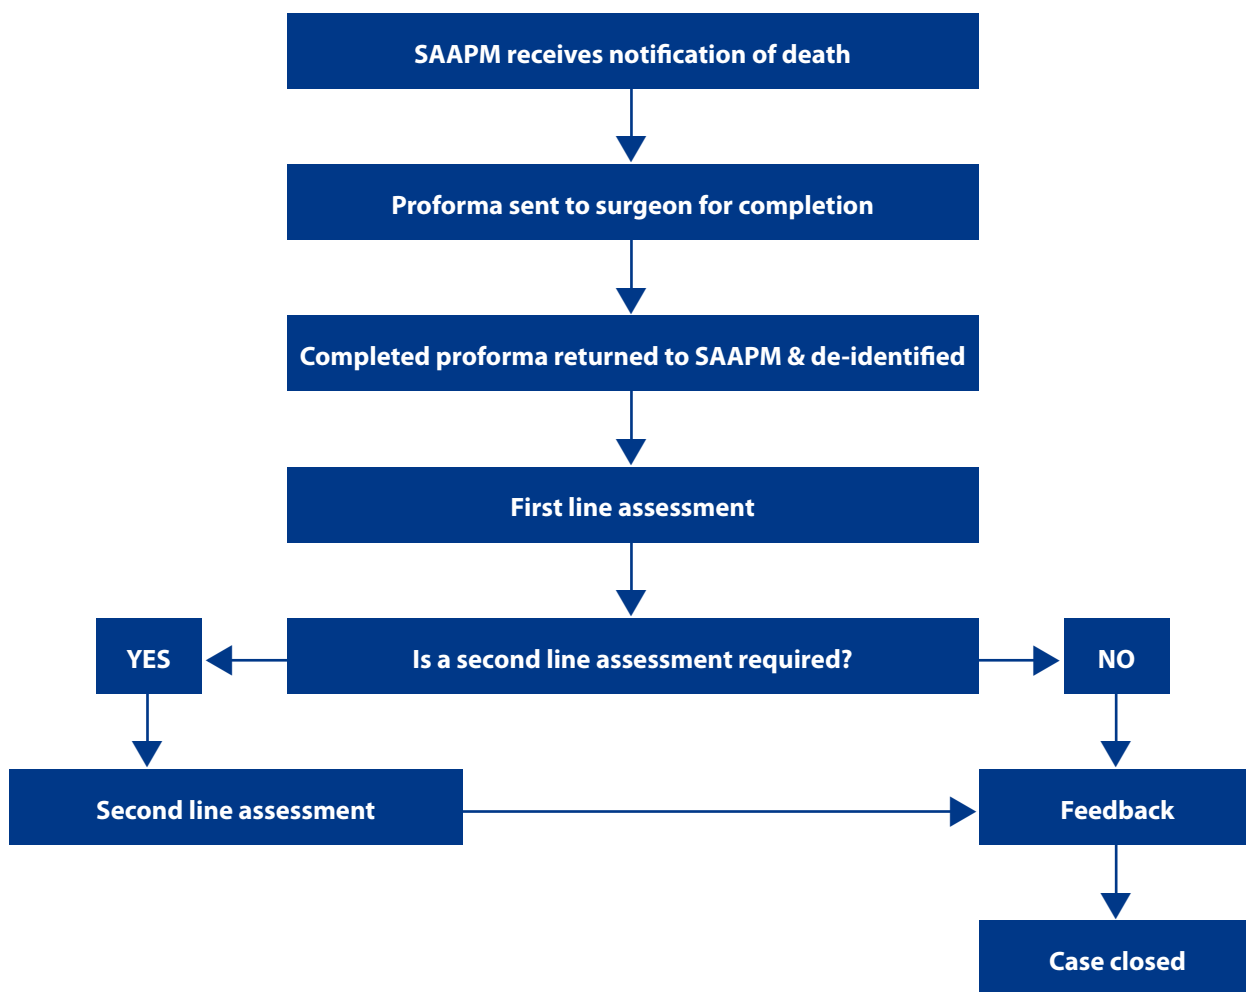 SAAPM receives notification of death
Proforma sent to surgeon for completion
Completed proforma returned to SAAPM & de-identified
First line assessment
YES
Is a second line assessment required?
NO
Second line assessment
Feedback
Case closed